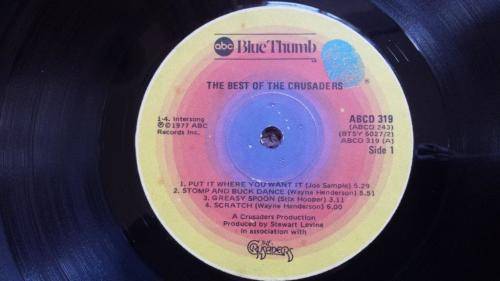 abc Blue Thumb
THE BEST OF THE CRUSADERS
1-4. Intersong
℗©1977 ABC
Records Inc.
ABCD 319
(ABCD 243)
(BTSY 6027/2)
ABCD 319 (A)
Side 1
1. PUT IT WHERE YOU WANT IT (Joe Sample) 5.29
2. STOMP AND BUCK DANCE (Wayne Henderson) 5.51
3. GREASY SPOON (Stix Hooper) 3.11
4. SCRATCH (Wayne Henderson) 6.00
A Crusaders Production
Produced by Stewart Levine
in association with
The Crusaders